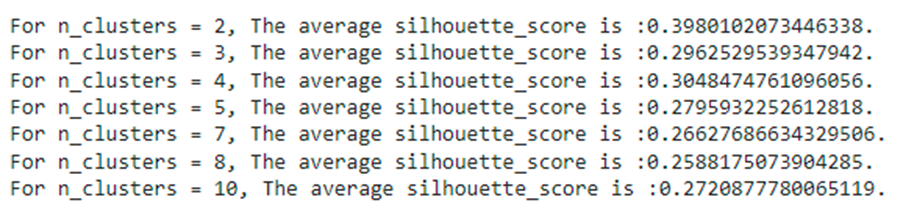 For n_clusters = 2, The average silhouette_score is :0.3980102073446338.
For n_clusters = 3, The average silhouette_score is :0.2962529539347942.
For n_clusters = 4, The average silhouette_score is :0.3048474761096056.
For n_clusters = 5, The average silhouette_score is :0.2795932252612818.
For n_clusters = 7, The average silhouette_score is :0.26627686634329506.
For n_clusters = 8, The average silhouette_score is :0.2588175073904285.
For n_clusters = 10, The average silhouette_score is :0.2720877780065119.